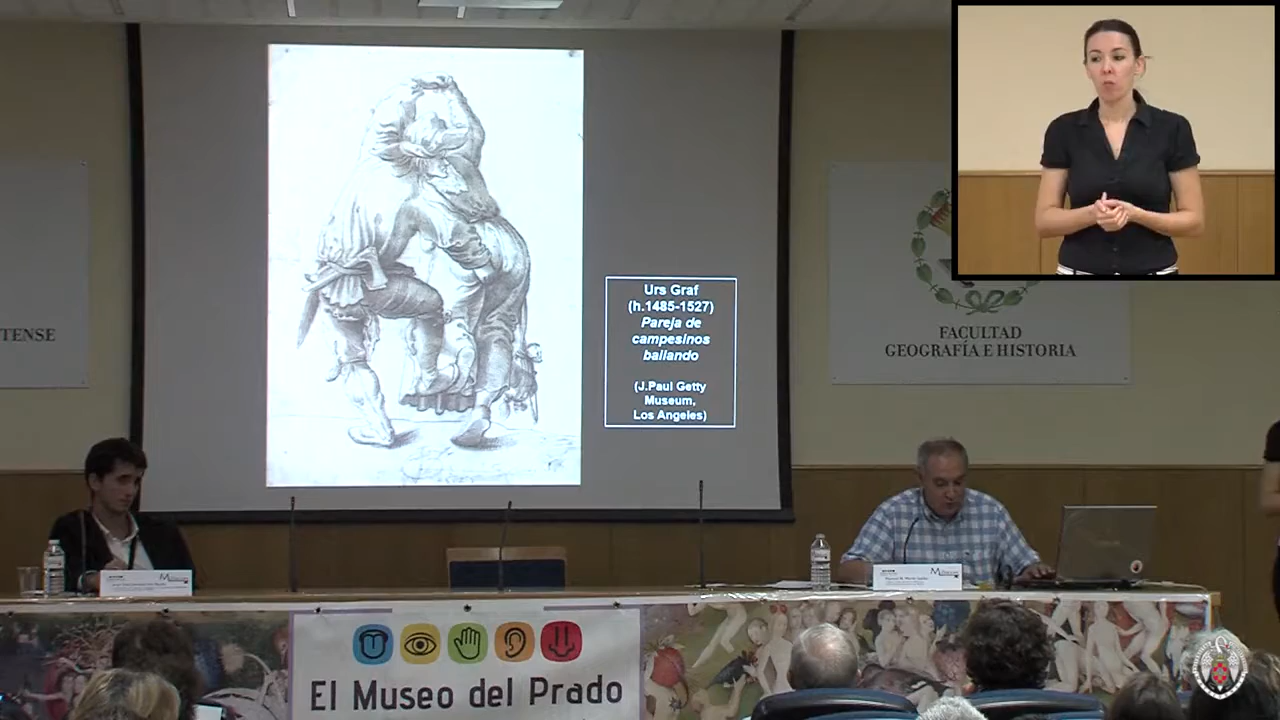 Urs Graf
(h.1485-1527)
Pareja de
campesinos
bailando
(J.Paul Getty
Museum,
Los Angeles)
TENSE
FACULTAD
GEOGRAFÍA E HISTORIA
El Museo del Prado